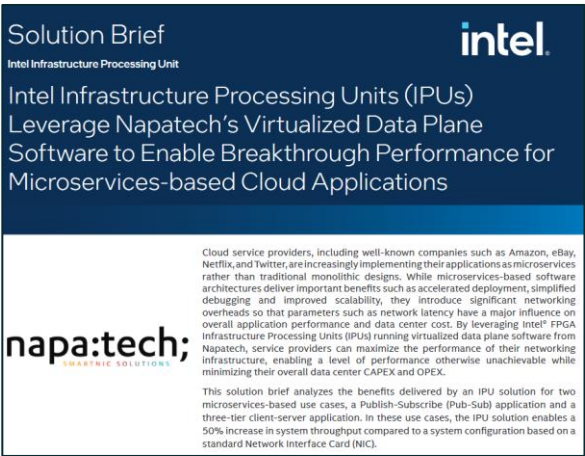 Solution Brief
intel.
Intel Infrastructure Processing Unit
Intel Infrastructure Processing Units (IPUs)
Leverage Napatech's Virtualized Data Plane
Software to Enable Breakthrough Performance for
Microservices-based Cloud Applications
napa:tech;
SMARTNIC SOLUTIONS
Cloud service providers, including well-known companies such as Amazon, eBay,
Netflix, and Twitter, are increasingly implementing their applications as microservices
rather than traditional monolithic designs. While microservices-based software
architectures deliver important benefits such as accelerated deployment, simplified
debugging and improved scalability, they introduce significant networking
overheads so that parameters such as network latency have a major influence on
overall application performance and data center cost. By leveraging Intel® FPGA
Infrastructure Processing Units (IPUs) running virtualized data plane software from
Napatech, service providers can maximize the performance of their networking
infrastructure, enabling a level of performance otherwise unachievable while
minimizing their overall data center CAPEX and OPEX.
This solution brief analyzes the benefits delivered by an IPU solution for two
microservices-based use cases, a Publish-Subscribe (Pub-Sub) application and a
three-tier client-server application. In these use cases, the IPU solution enables a
50% increase in system throughput compared to a system configuration based on a
standard Network Interface Card (NIC).